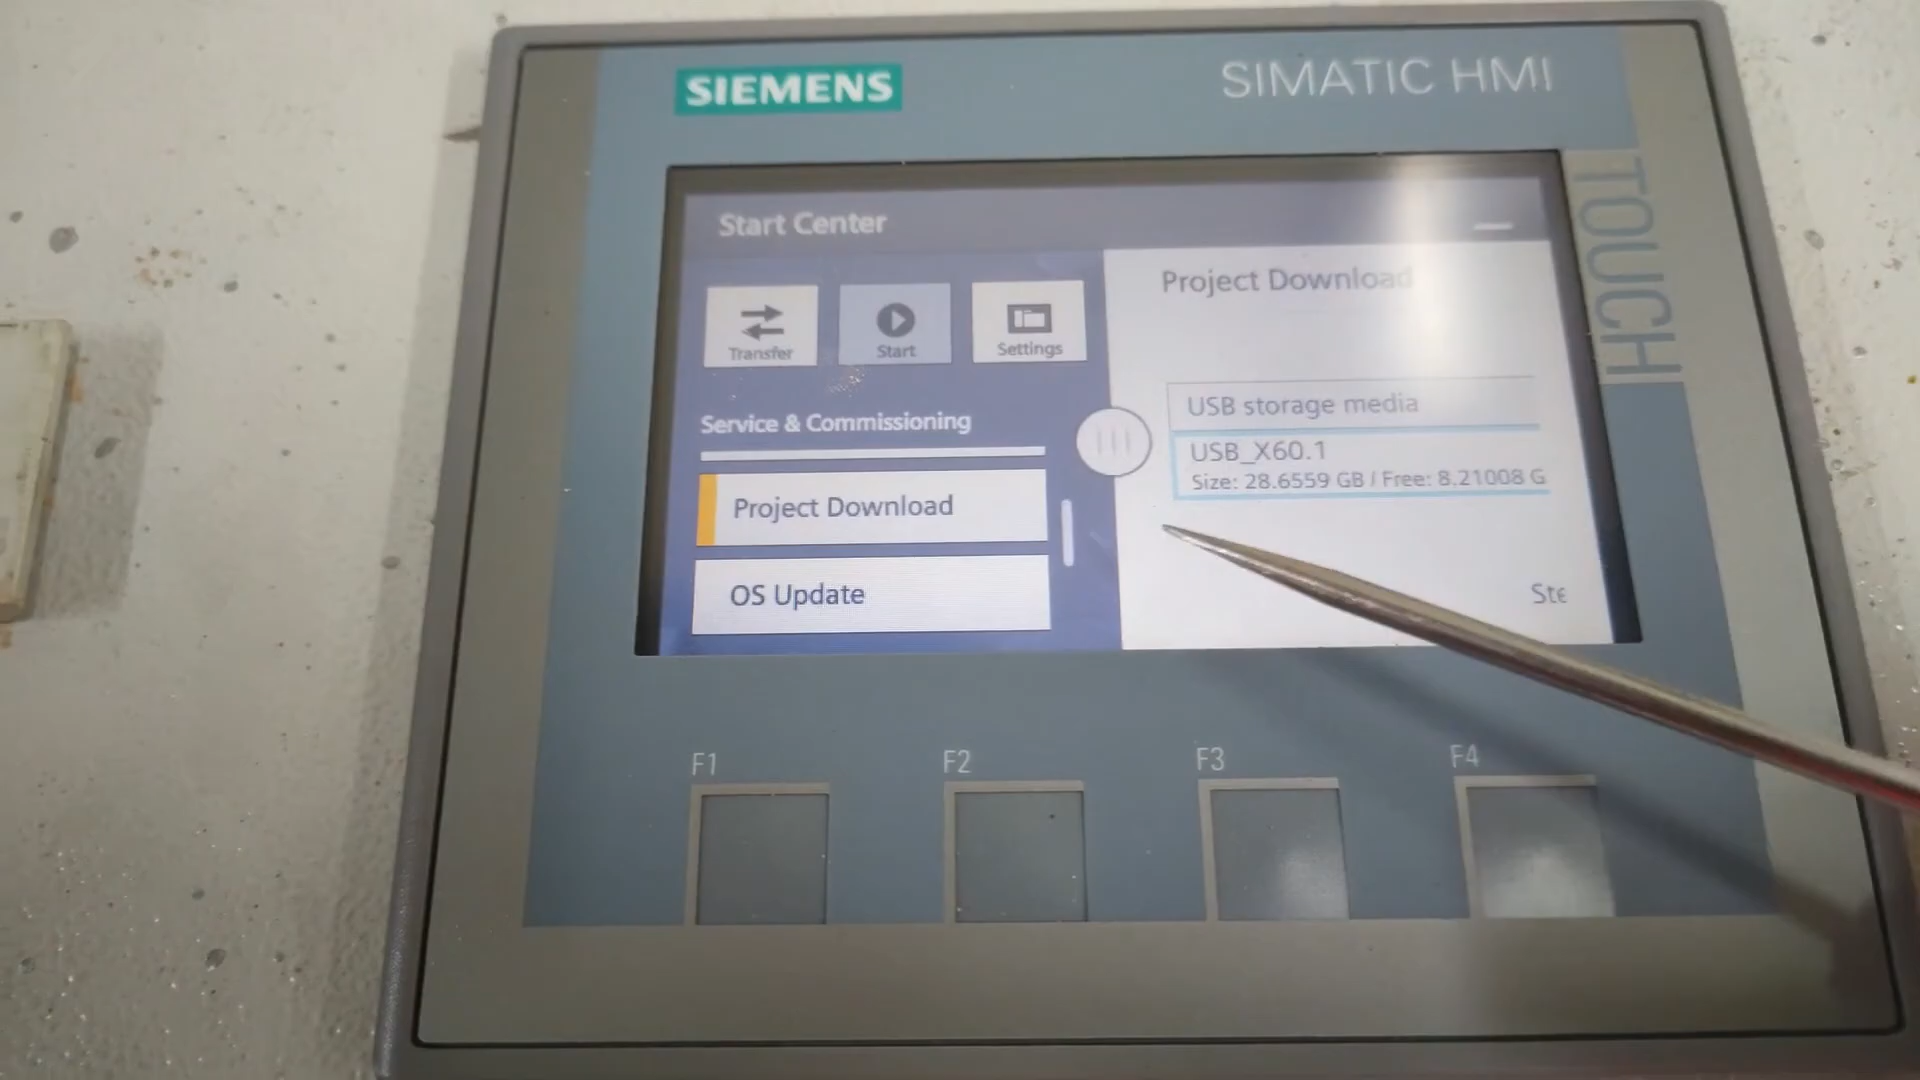 SIEMENS
SIMATIC HMI
TOUCH
Start Center
Transfer
Start
Settings
Service & Commissioning
Project Download
OS Update
Project Download
USB storage media
USB_X60.1
Size: 28.6559 GB / Free: 8.21008 G
Ste
F1
F2
F3
F4